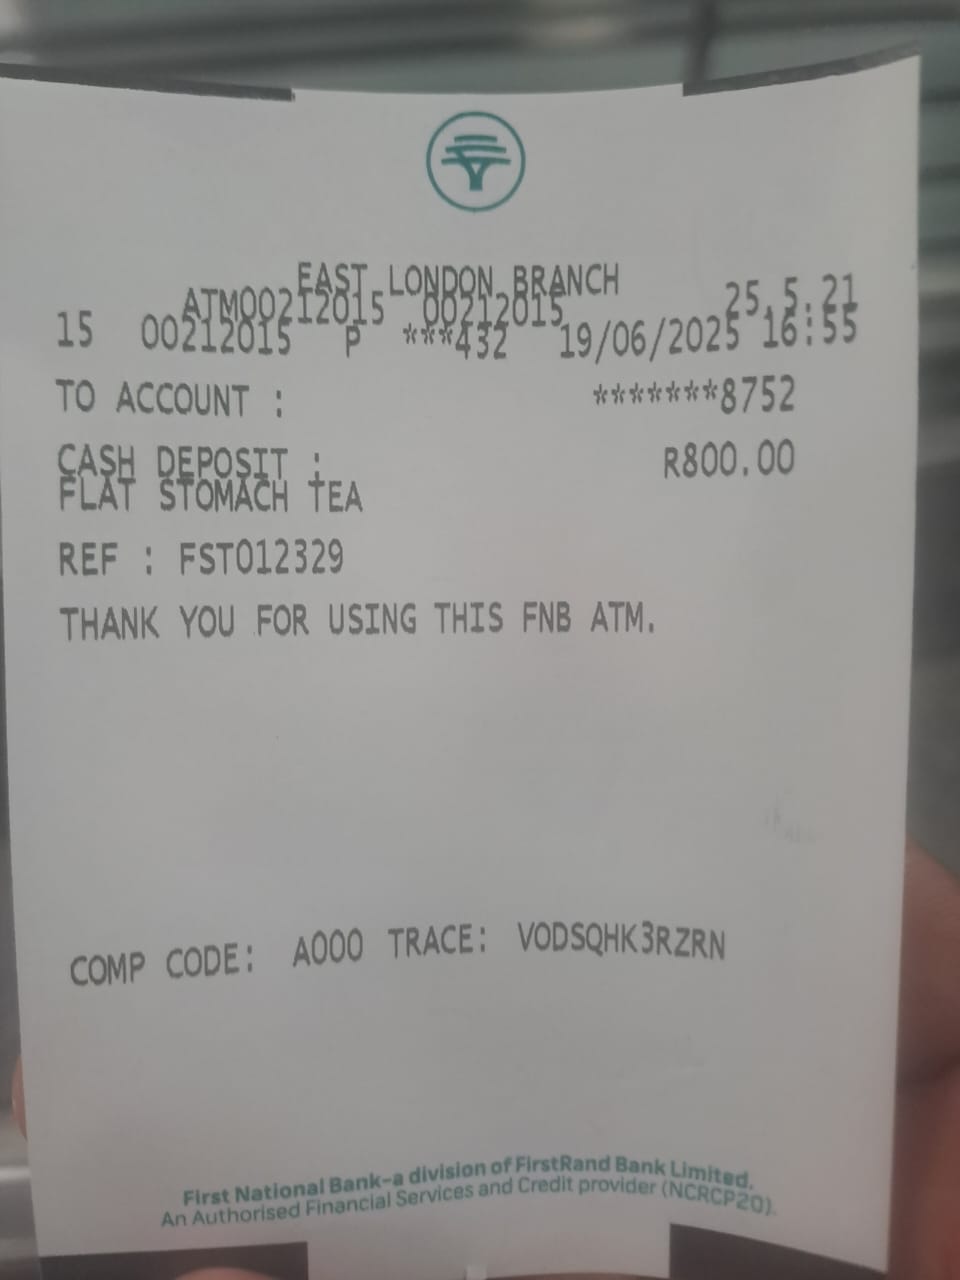 EAST LONDON BRANCH
ATM00212015 00212015 25.5.21
15 00212015 P ***432 19/06/2025 16:55
TO ACCOUNT : *******8752
CASH DEPOSIT : R800.00
FLAT STOMACH TEA
REF : FST012329
THANK YOU FOR USING THIS FNB ATM.
COMP CODE: A000 TRACE: VODSQHK3RZRN
First National Bank-a division of FirstRand Bank Limited.
An Authorised Financial Services and Credit provider (NCRCP20).